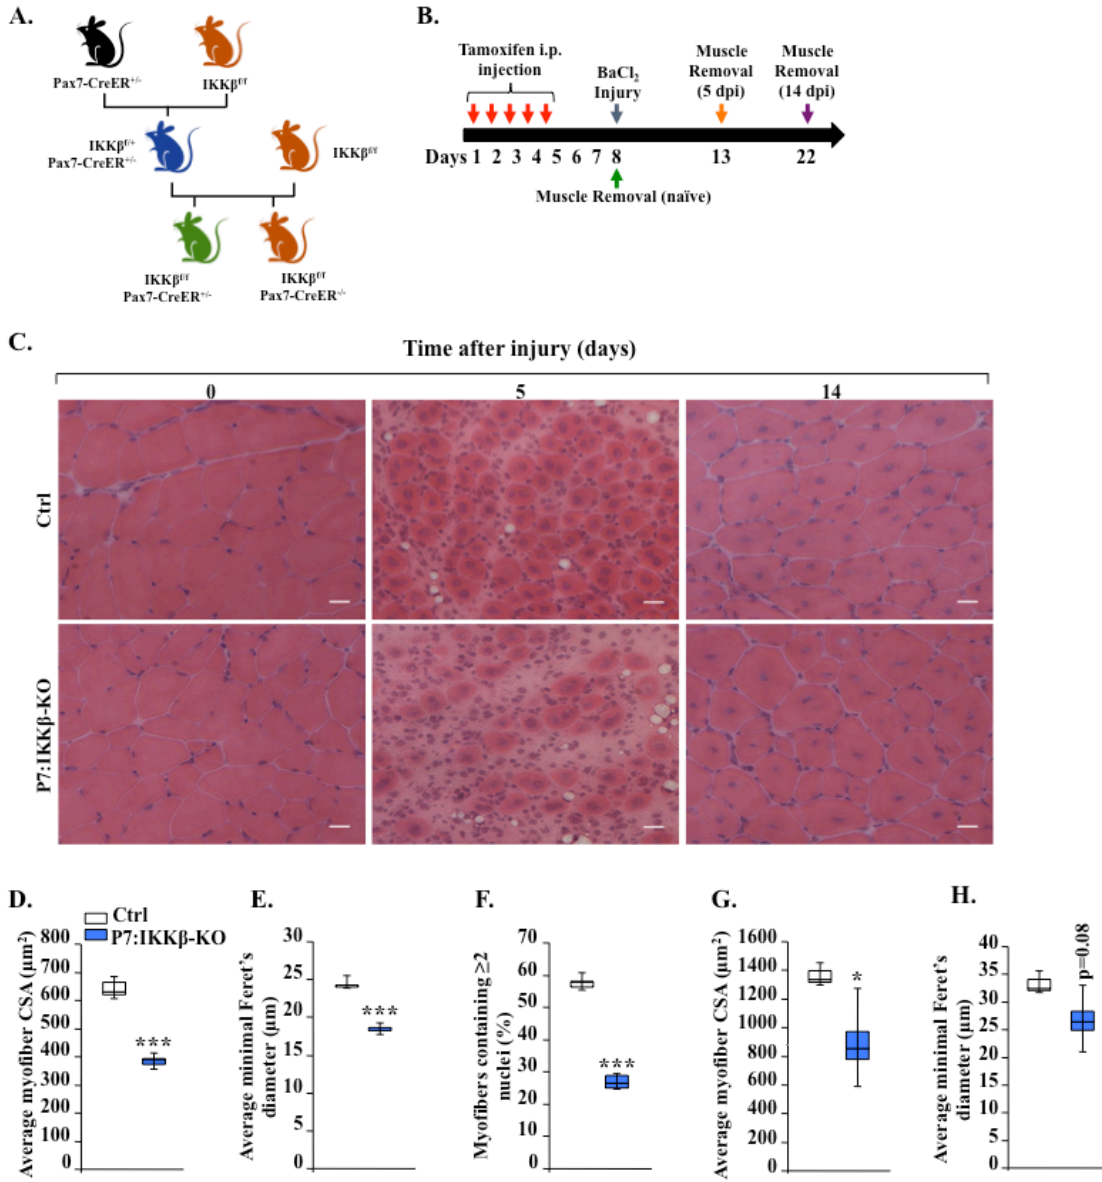 A.
Pax7-CreER+/-
IKKβf/f
IKKβf/+
Pax7-CreER+/-
IKKβf/f
IKKβf/f
Pax7-CreER+/-
IKKβf/f
Pax7-CreER-/-
B.
Tamoxifen i.p.
injection
BaCl2
Injury
Muscle
Removal
(5 dpi)
Muscle
Removal
(14 dpi)
Days 1 2 3 4 5 6 7 8 13 22
Muscle Removal (naïve)
C.
Time after injury (days)
0 5 14
Ctrl
P7:IKKβ-KO
D.
Ctrl
P7:IKKβ-KO
Average myofiber CSA (μm²)
800
700
600
500
400
300
200
100
0
***
E.
Average minimal Feret's
diameter (μm)
30
25
20
15
10
5
0
***
F.
Myofibers containing ≥2
nuclei (%)
70
60
50
40
30
20
10
0
***
G.
Average myofiber CSA (μm²)
1600
1400
1200
1000
800
600
400
200
0
*
H.
Average minimal Feret's
diameter (μm)
40
35
30
25
20
15
10
5
0
p=0.08